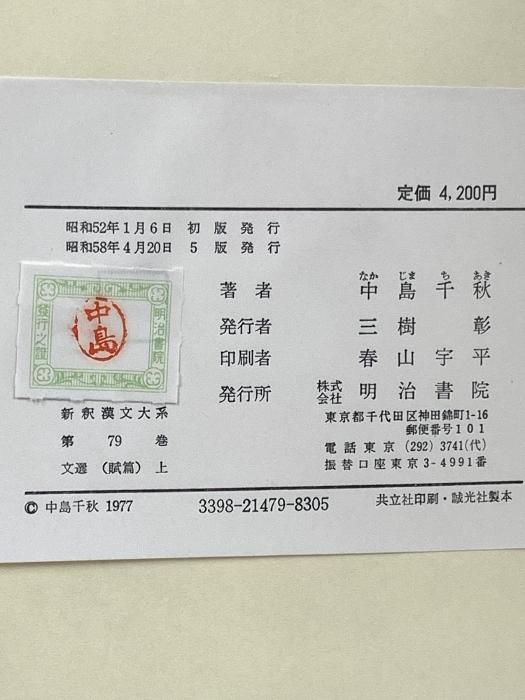 定価 4,200円
昭和52年1月6日 初版発行
昭和58年4月20日 5版発行
明治書院
發行之證
中島
新釈漢文大系
第79巻
文選（賦篇）上
なか じま ち あき
著者 中島千秋
発行者 三樹 彰
印刷者 春山宇平
発行所 株式会社 明治書院
東京都千代田区神田錦町1-16
郵便番号101
電話東京(292)3741(代)
振替口座東京3-4991番
© 中島千秋 1977
3398-21479-8305
共立社印刷・誠光社製本